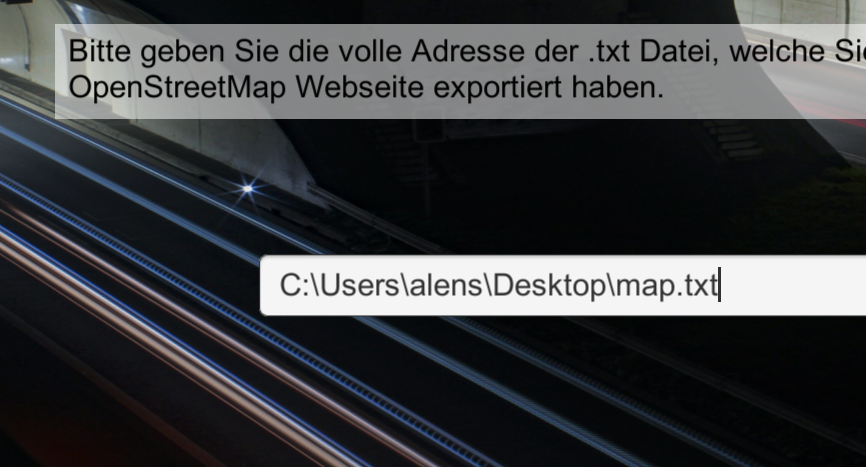 Bitte geben Sie die volle Adresse der .txt Datei, welche Sie
OpenStreetMap Webseite exportiert haben.
C:\Users\alens\Desktop\map.txt